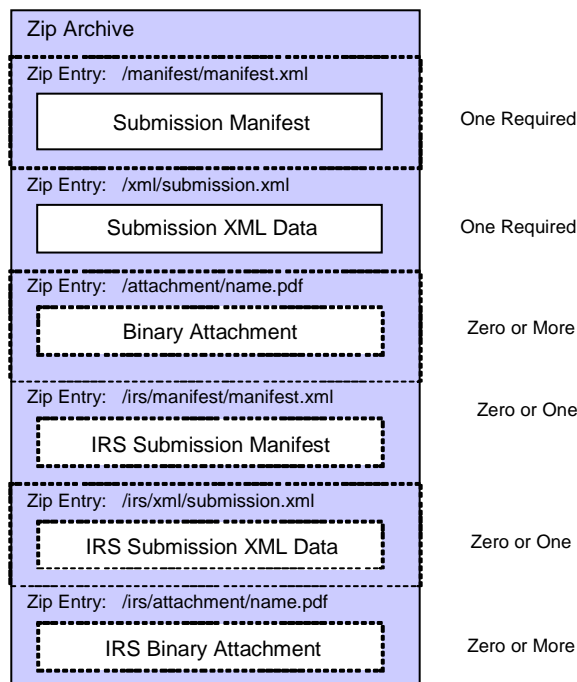 Zip Archive
Zip Entry: /manifest/manifest.xml
Submission Manifest
One Required
Zip Entry: /xml/submission.xml
Submission XML Data
One Required
Zip Entry: /attachment/name.pdf
Binary Attachment
Zero or More
Zip Entry: /irs/manifest/manifest.xml
Zero or One
IRS Submission Manifest
Zip Entry: /irs/xml/submission.xml
IRS Submission XML Data
Zero or One
Zip Entry: /irs/attachment/name.pdf
IRS Binary Attachment
Zero or More